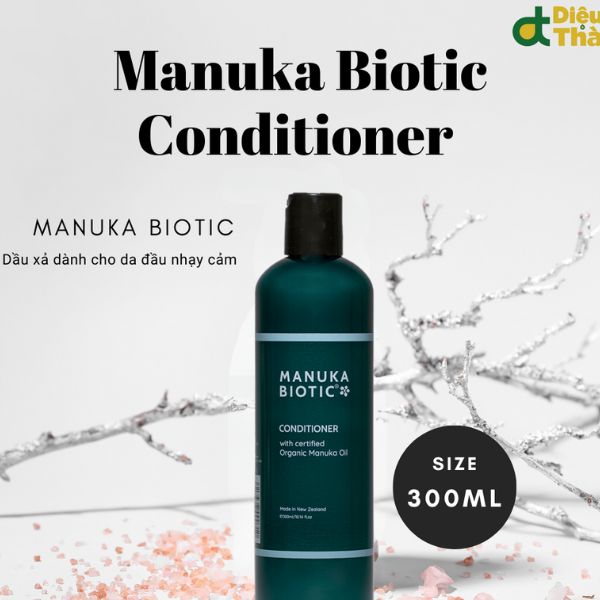 Diệu
Manuka Biotic
Conditioner
MANUKA BIOTIC
Dầu xả dành cho da đầu nhạy cảm
MANUKA
BIOTIC®
CONDITIONER
with certified
Organic Manuka Oil
SIZE
300ML
Made in New Zealand